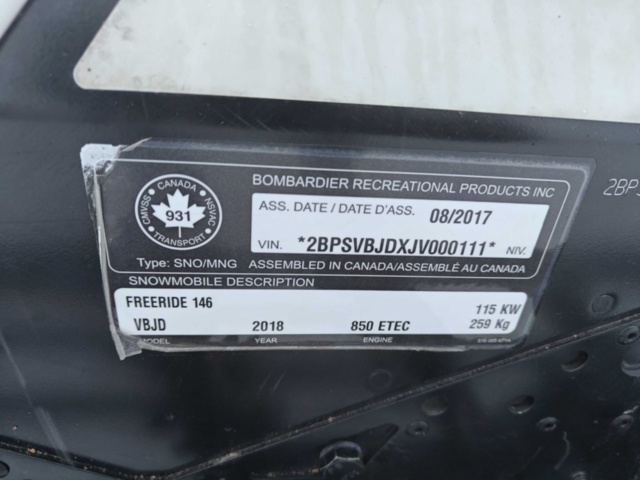 BOMBARDIER RECREATIONAL PRODUCTS INC
CANADA
CMVSS
931
NSVAC
TRANSPORT
ASS. DATE / DATE D'ASS. 08/2017
VIN. *2BPSVBJDXJV000111* NIV.
Type: SNO/MNG ASSEMBLED IN CANADA/ASSEMBLÉ AU CANADA
SNOWMOBILE DESCRIPTION
FREERIDE 146 115 KW
VBJD 2018 850 ETEC 259 Kg
MODEL YEAR ENGINE
2BPS